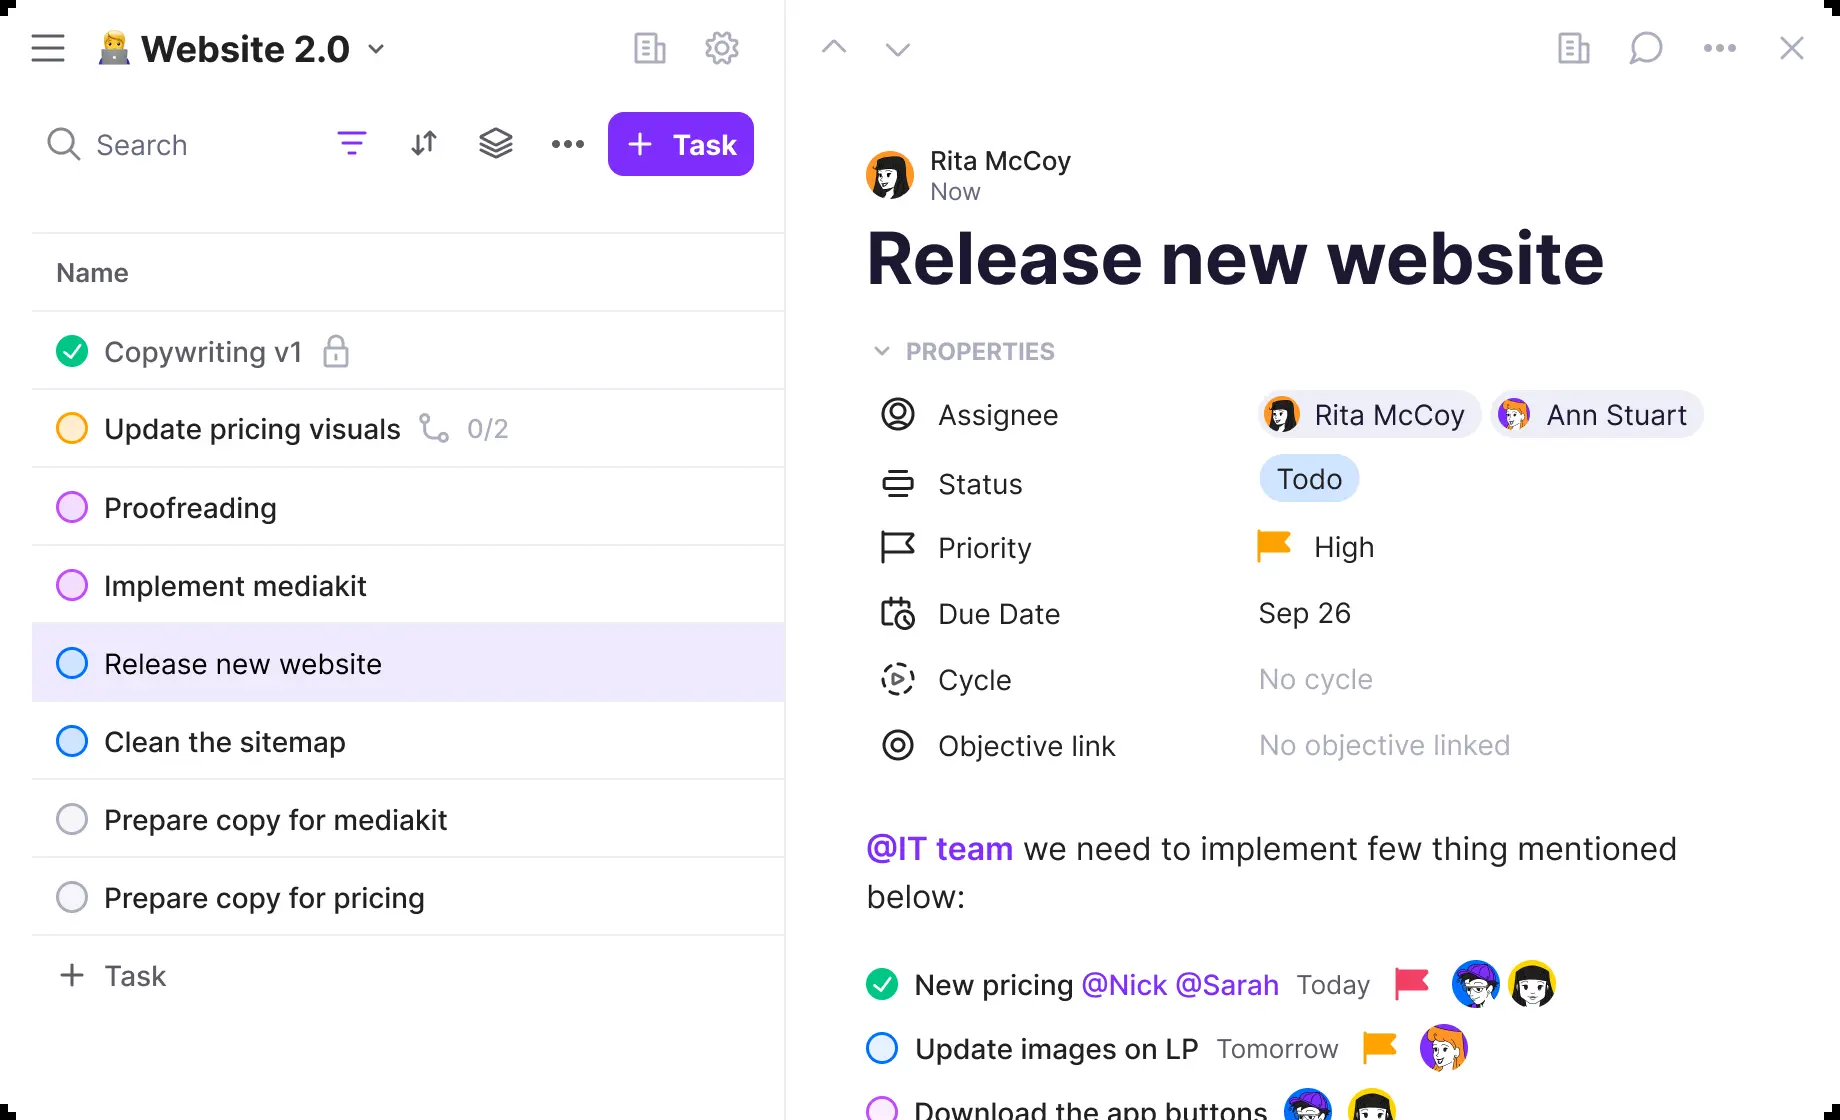 Website 2.0
Search
+ Task
Name
Copywriting v1
Update pricing visuals 0/2
Proofreading
Implement mediakit
Release new website
Clean the sitemap
Prepare copy for mediakit
Prepare copy for pricing
+ Task
Rita McCoy
Now
Release new website
PROPERTIES
Assignee Rita McCoy Ann Stuart
Status Todo
Priority High
Due Date Sep 26
Cycle No cycle
Objective link No objective linked
@IT team we need to implement few thing mentioned
below:
New pricing @Nick @Sarah Today
Update images on LP Tomorrow
Download the app buttons